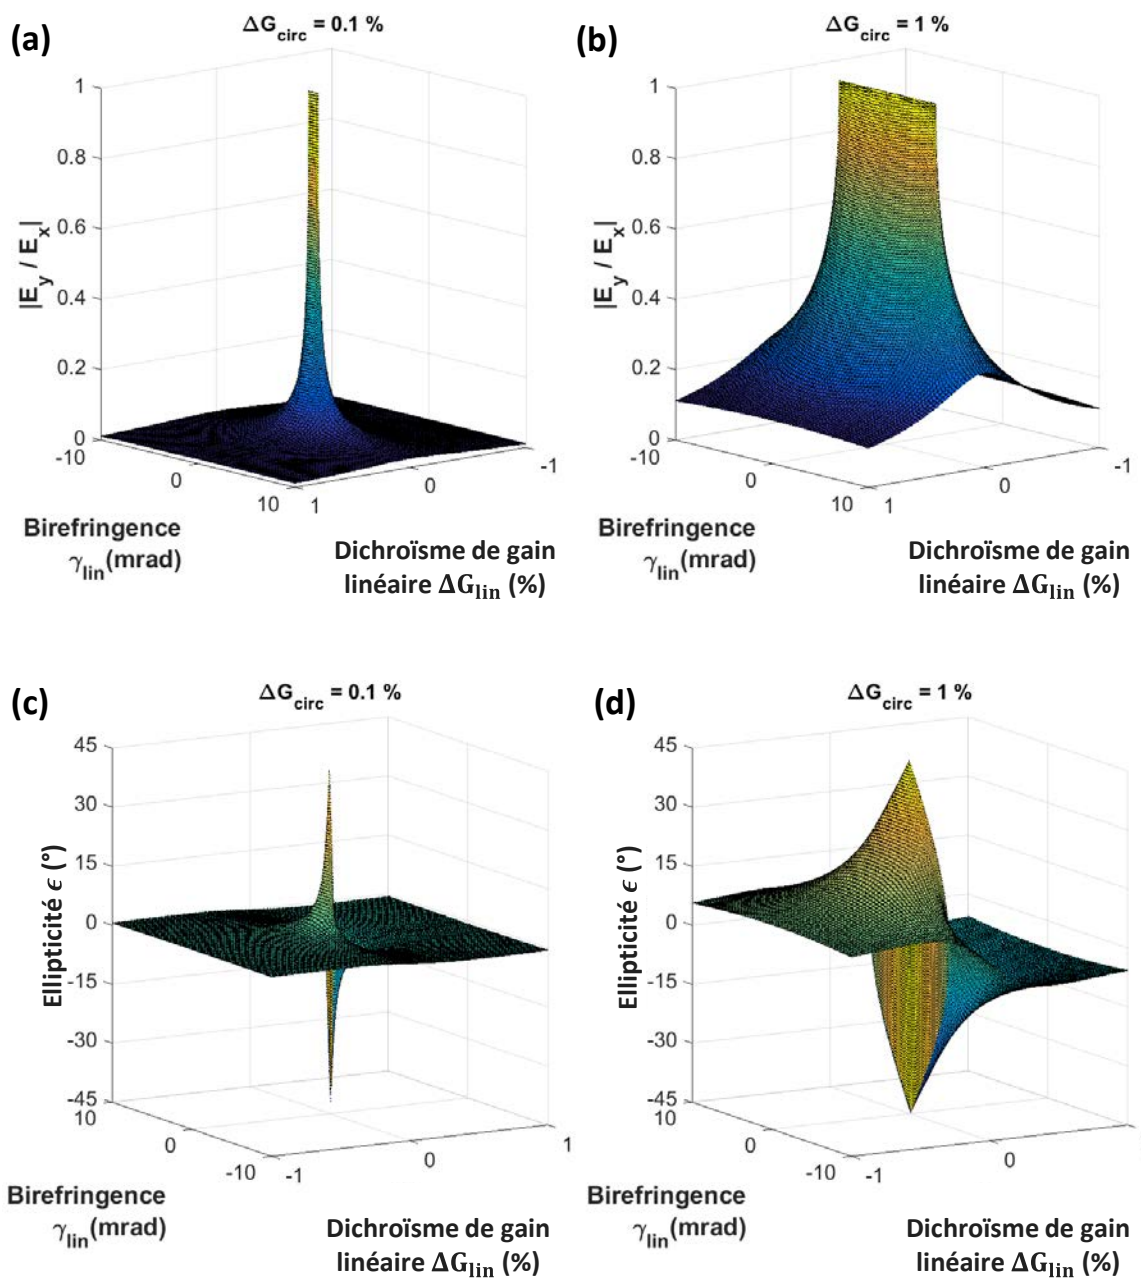 (a)
ΔG_circ = 0.1 %
1
0.8
0.6
0.4
0.2
0
|E_y / E_x|
-10
0
10
1
0
-1
Birefringence
γ_lin(mrad)
Dichroïsme de gain
linéaire ΔG_lin (%)
(b)
ΔG_circ = 1 %
1
0.8
0.6
0.4
0.2
0
|E_y / E_x|
-10
0
10
1
0
-1
Birefringence
γ_lin(mrad)
Dichroïsme de gain
linéaire ΔG_lin (%)
(c)
ΔG_circ = 0.1 %
45
30
15
0
-15
-30
-45
Ellipticité ϵ (°)
10
0
-10
-1
0
1
Birefringence
γ_lin(mrad)
Dichroïsme de gain
linéaire ΔG_lin (%)
(d)
ΔG_circ = 1 %
45
30
15
0
-15
-30
-45
Ellipticité ϵ (°)
10
0
-10
-1
0
Birefringence
γ_lin(mrad)
Dichroïsme de gain
linéaire ΔG_lin (%)